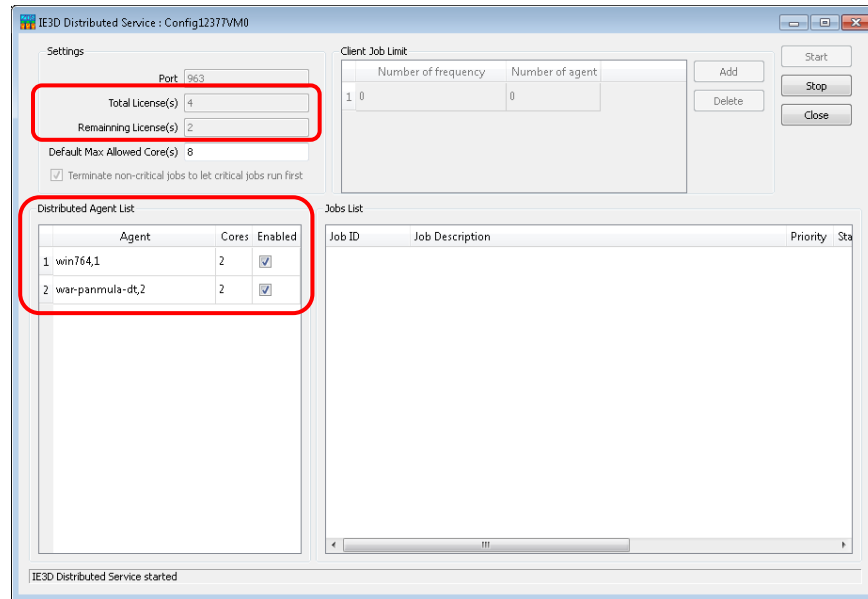 IE3D Distributed Service : Config12377VM0
Settings
Port 963
Total License(s) 4
Remainning License(s) 2
Default Max Allowed Core(s) 8
Terminate non-critical jobs to let critical jobs run first
Client Job Limit
Number of frequency Number of agent
1 0 0
Add
Delete
Start
Stop
Close
Distributed Agent List
Agent Cores Enabled
1 win764,1 2
2 war-panmula-dt,2 2
Jobs List
Job ID Job Description Priority Sta
IE3D Distributed Service started